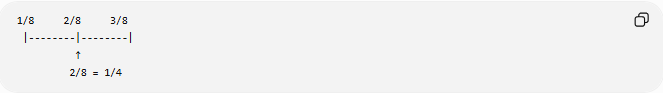 1/8     2/8     3/8
 |--------|--------|
          ↑
         2/8 = 1/4